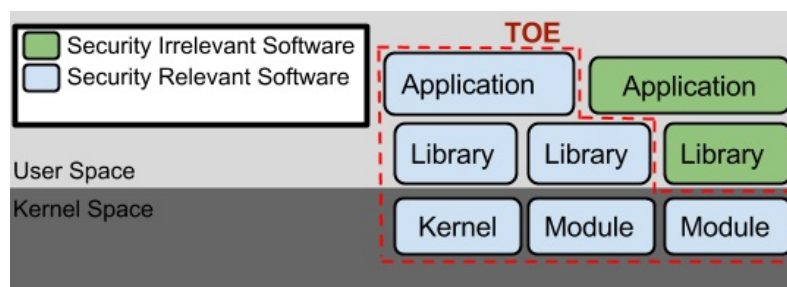 TOE
Security Irrelevant Software
Security Relevant Software
Application
Application
Library
Library
Library
User Space
Kernel Space
Kernel
Module
Module